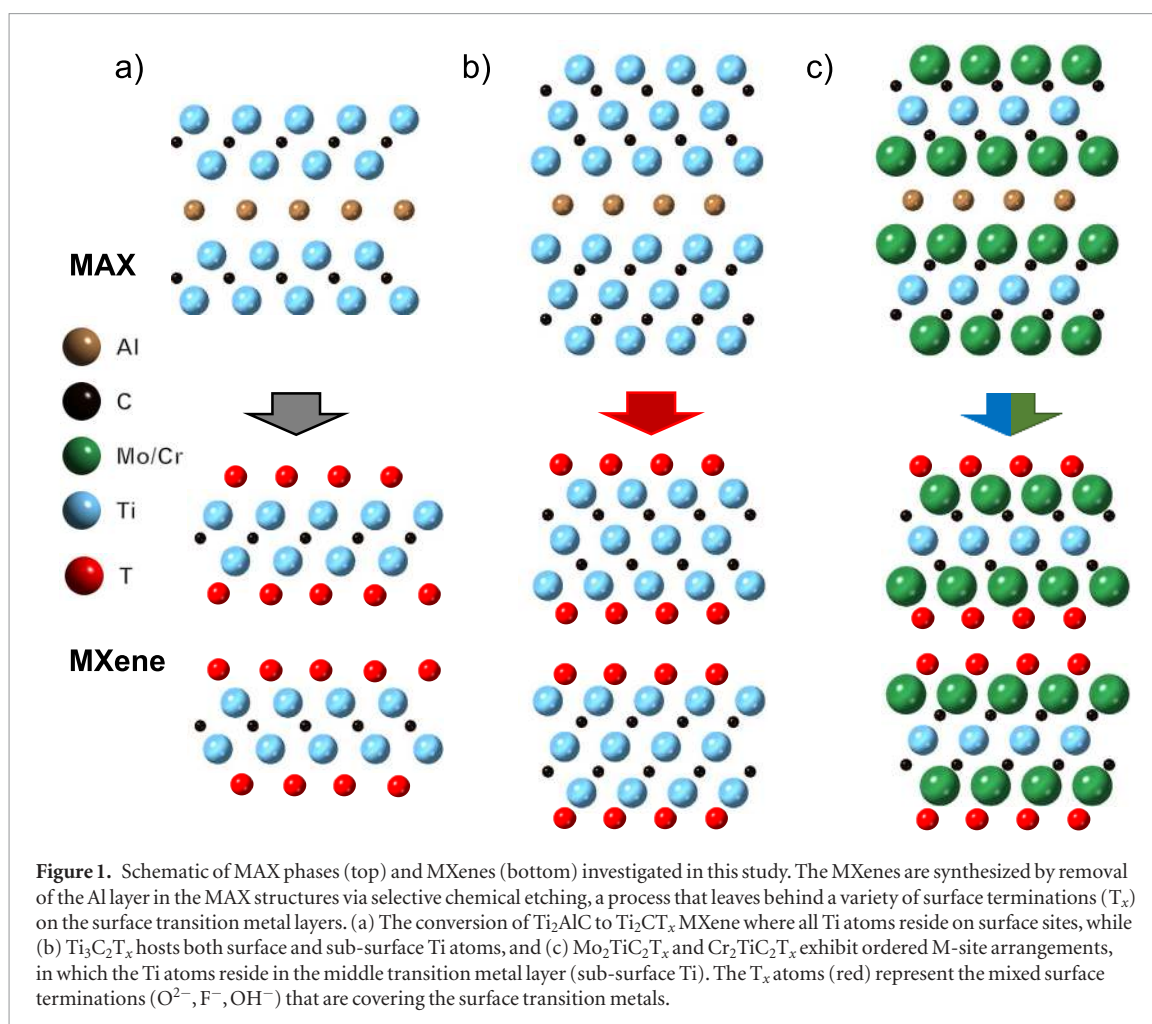 a)
b)
c)
MAX
Al
C
Mo/Cr
Ti
T
MXene
Figure 1. Schematic of MAX phases (top) and MXenes (bottom) investigated in this study. The MXenes are synthesized by removal
of the Al layer in the MAX structures via selective chemical etching, a process that leaves behind a variety of surface terminations (Tₓ)
on the surface transition metal layers. (a) The conversion of Ti₂AlC to Ti₂CTₓ MXene where all Ti atoms reside on surface sites, while
(b) Ti₃C₂Tₓ hosts both surface and sub-surface Ti atoms, and (c) Mo₂TiC₂Tₓ and Cr₂TiC₂Tₓ exhibit ordered M-site arrangements,
in which the Ti atoms reside in the middle transition metal layer (sub-surface Ti). The Tₓ atoms (red) represent the mixed surface
terminations (O²⁻, F⁻, OH⁻) that are covering the surface transition metals.